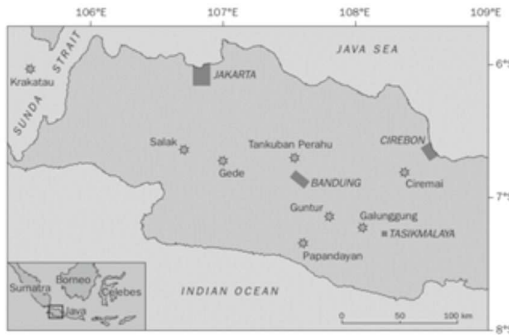 106°E
107°E
108°E
109°E
JAVA SEA
SUNDA STRAIT
Krakatau
JAKARTA
6°
CIREBON
Salak
Tankuban Perahu
Gede
Ciremai
BANDUNG
7°
Guntur
Galunggung
TASIKMALAYA
Papandayan
INDIAN OCEAN
Borneo
Sumatra
Celebes
Java
0 50 100 km
8°S